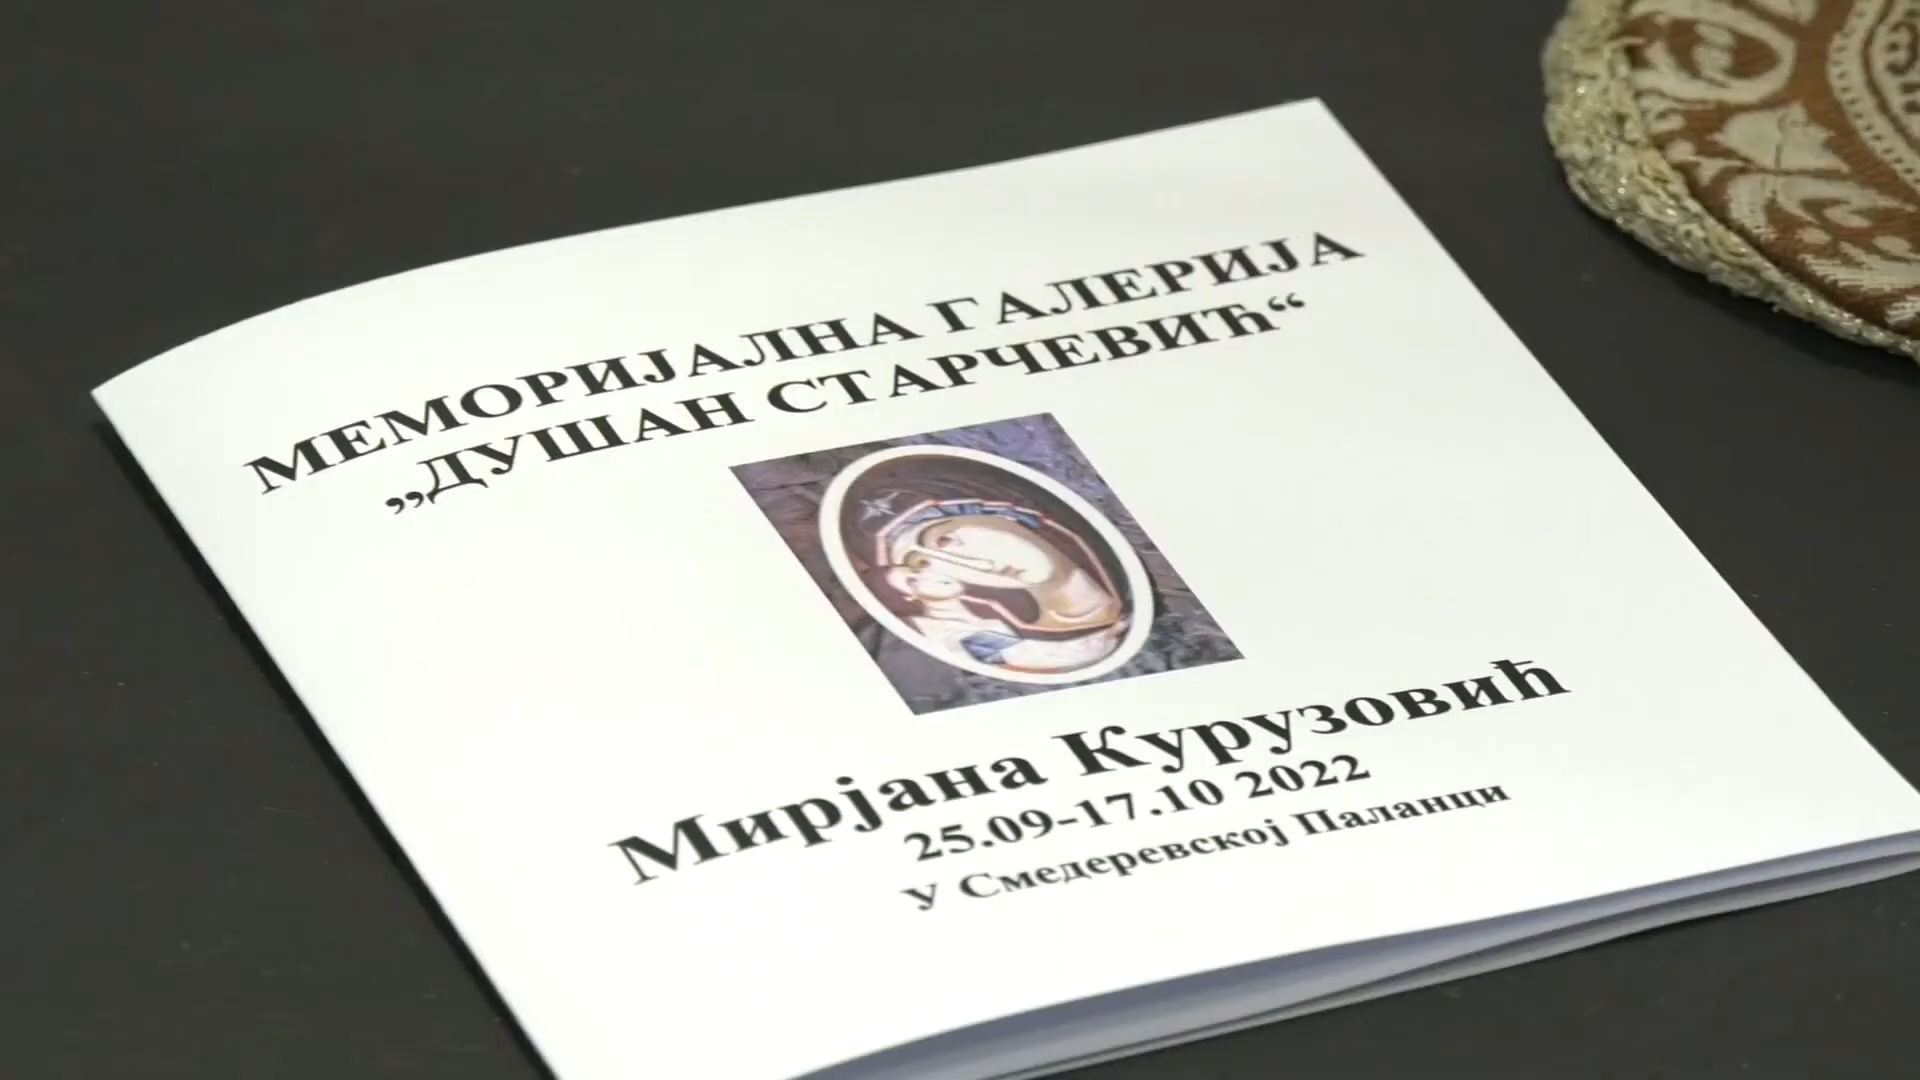 МЕМОРИЈАЛНА ГАЛЕРИЈА
„ДУШАН СТАРЧЕВИЋ“
Мирјана Курузовић
25.09-17.10 2022
У Смедеревској Паланци